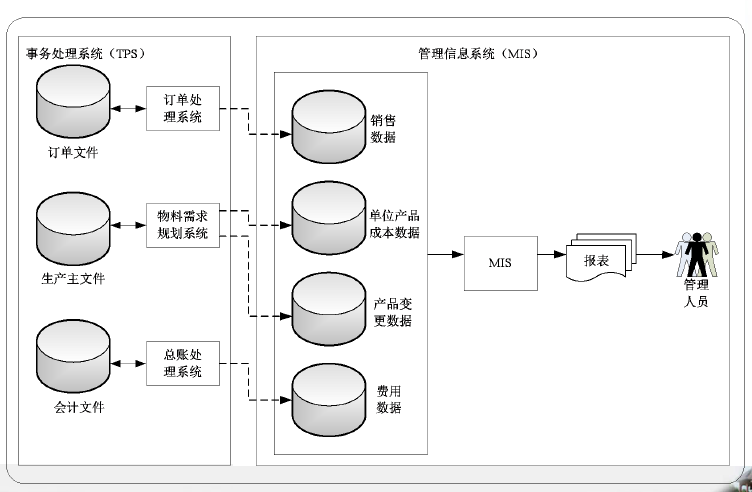 事务处理系统（TPS）
管理信息系统（MIS）
订单处
理系统
订单文件
销售
数据
物料需求
规划系统
生产主文件
单位产品
成本数据
MIS
报表
管理
人员
产品变
更数据
总账处
理系统
会计文件
费用
数据